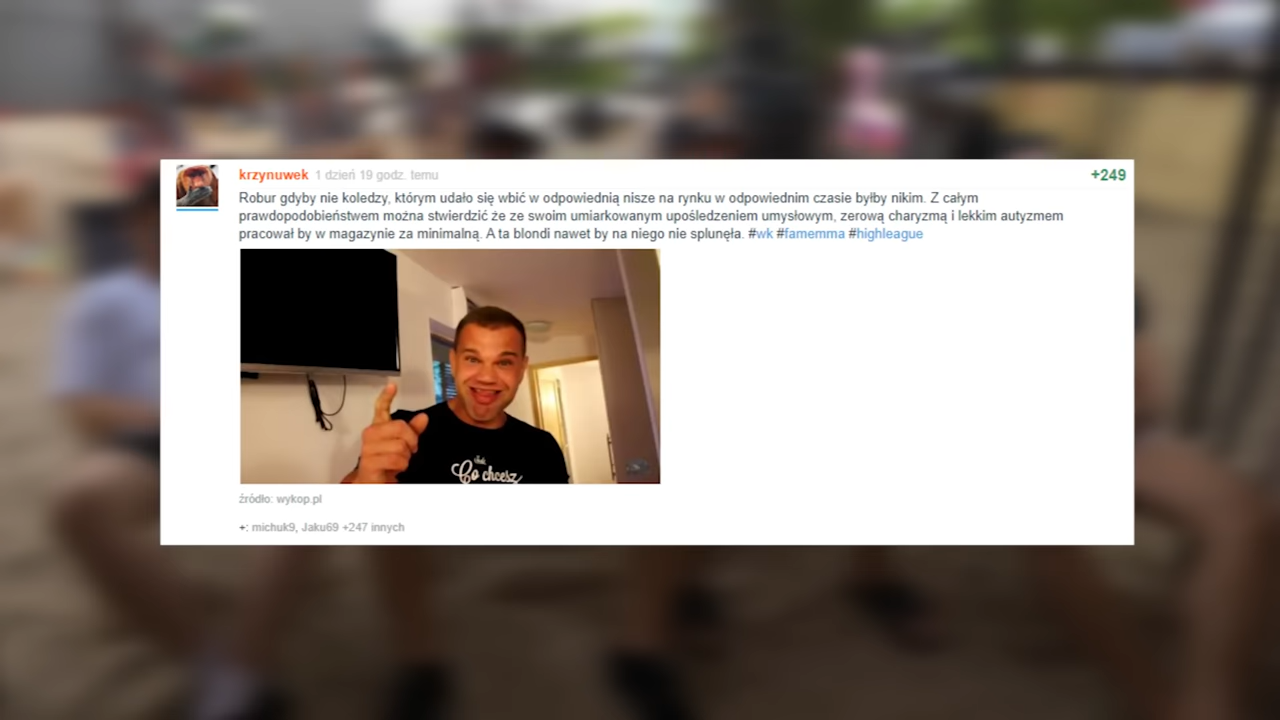 krzynuwek 1 dzień 19 godz. temu +249
Robur gdyby nie koledzy, którym udało się wbić w odpowiednią nisze na rynku w odpowiednim czasie byłby nikim. Z całym
prawdopodobieństwem można stwierdzić że ze swoim umiarkowanym upośledzeniem umysłowym, zerową charyzmą i lekkim autyzmem
pracował by w magazynie za minimalną. A ta blondi nawet by na niego nie splunęła. #wk #famemma #highleague
Co chcesz
źródło: wykop.pl
+: michuk9, Jaku69 +247 innych